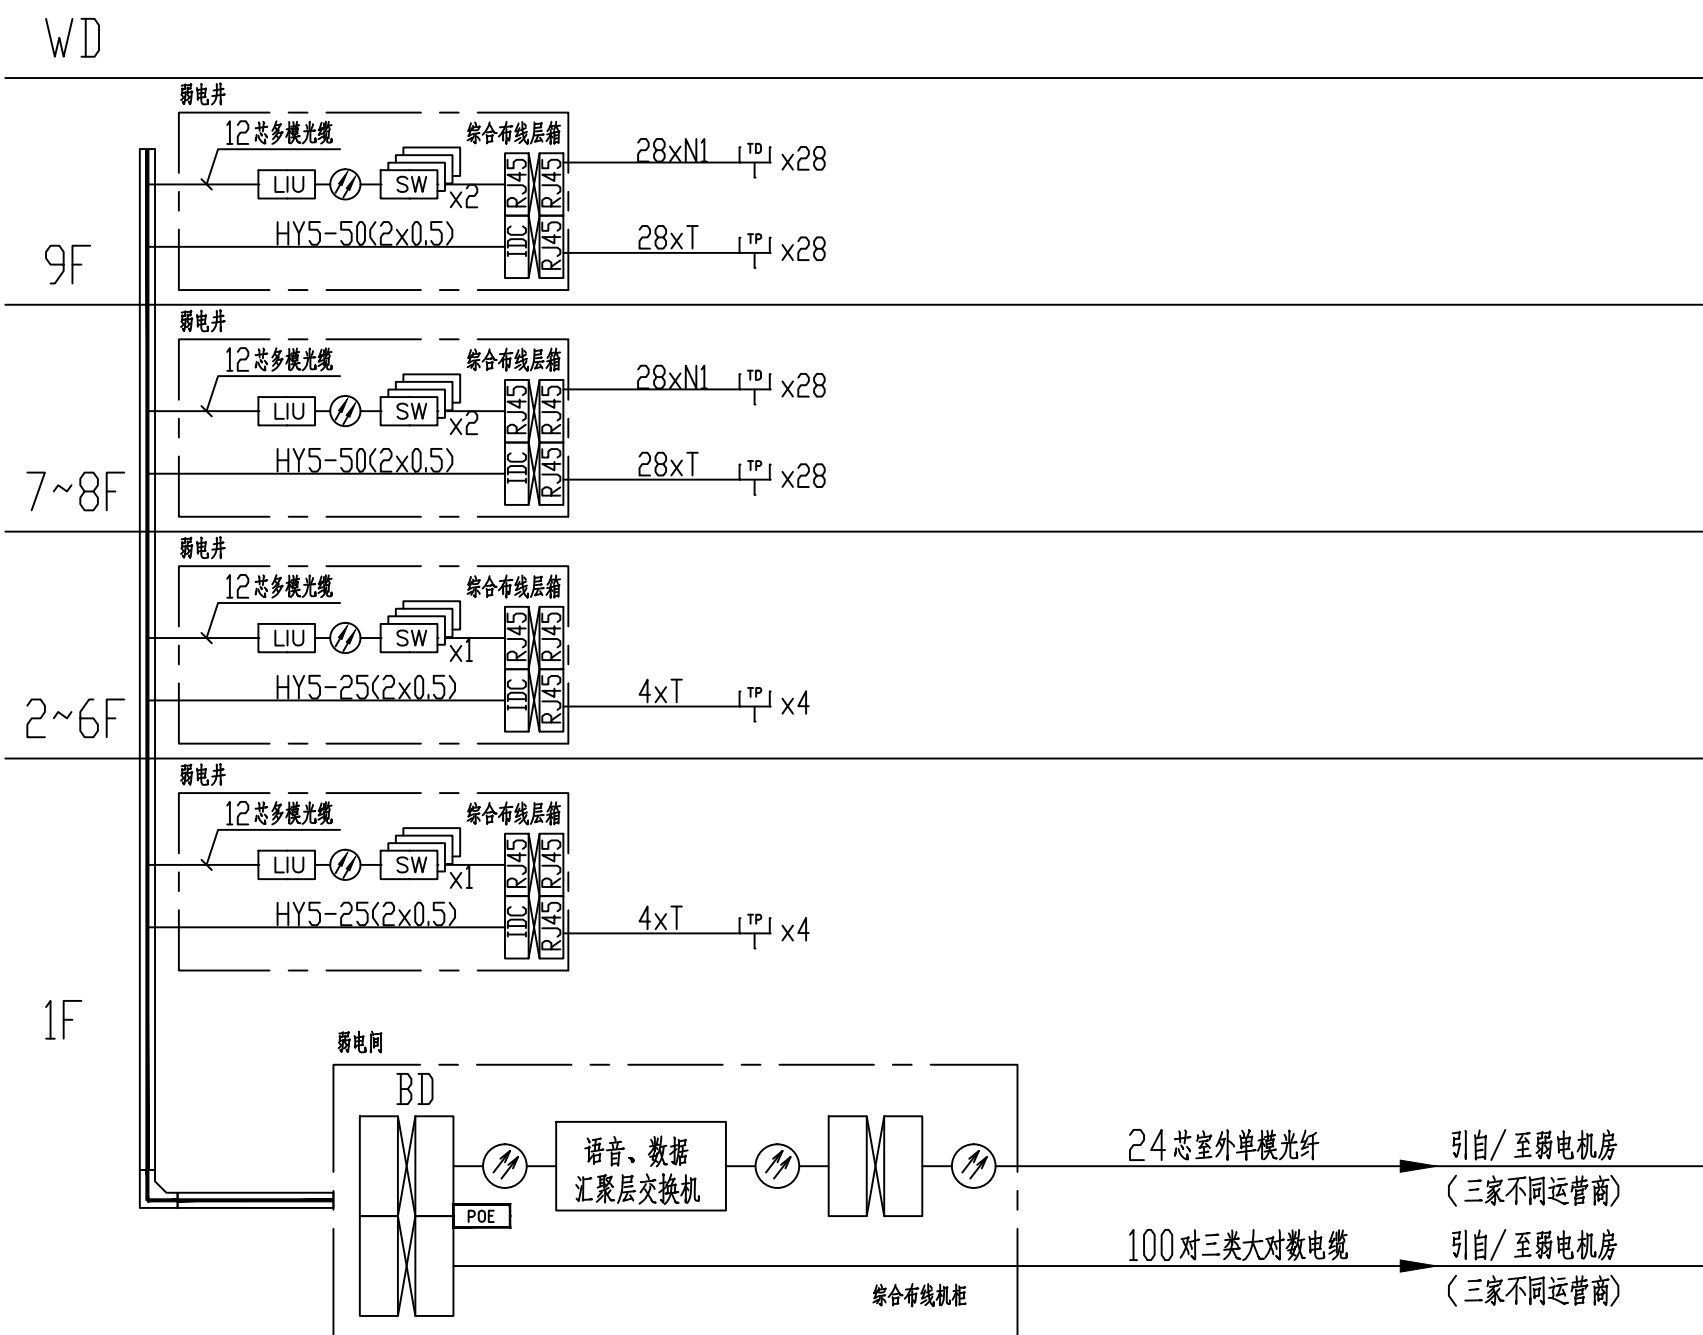 WD
弱电井
12芯多模光缆
综合布线层箱
28xN1
TD
x28
LIU
SW
x2
RJ45
RJ45
HY5-50(2x0.5)
IDC
RJ45
28xT
TP
x28
9F
弱电井
12芯多模光缆
综合布线层箱
28xN1
TD
x28
LIU
SW
x2
RJ45
RJ45
HY5-50(2x0.5)
IDC
RJ45
28xT
TP
x28
7~8F
弱电井
12芯多模光缆
综合布线层箱
LIU
SW
x1
RJ45
RJ45
HY5-25(2x0.5)
IDC
RJ45
4xT
TP
x4
2~6F
弱电井
12芯多模光缆
综合布线层箱
LIU
SW
x1
RJ45
RJ45
HY5-25(2x0.5)
IDC
RJ45
4xT
TP
x4
1F
弱电间
BD
语音、数据
汇聚层交换机
POE
24芯室外单模光纤
引自/至弱电机房
(三家不同运营商)
100对三类大对数电缆
引自/至弱电机房
(三家不同运营商)
综合布线机柜